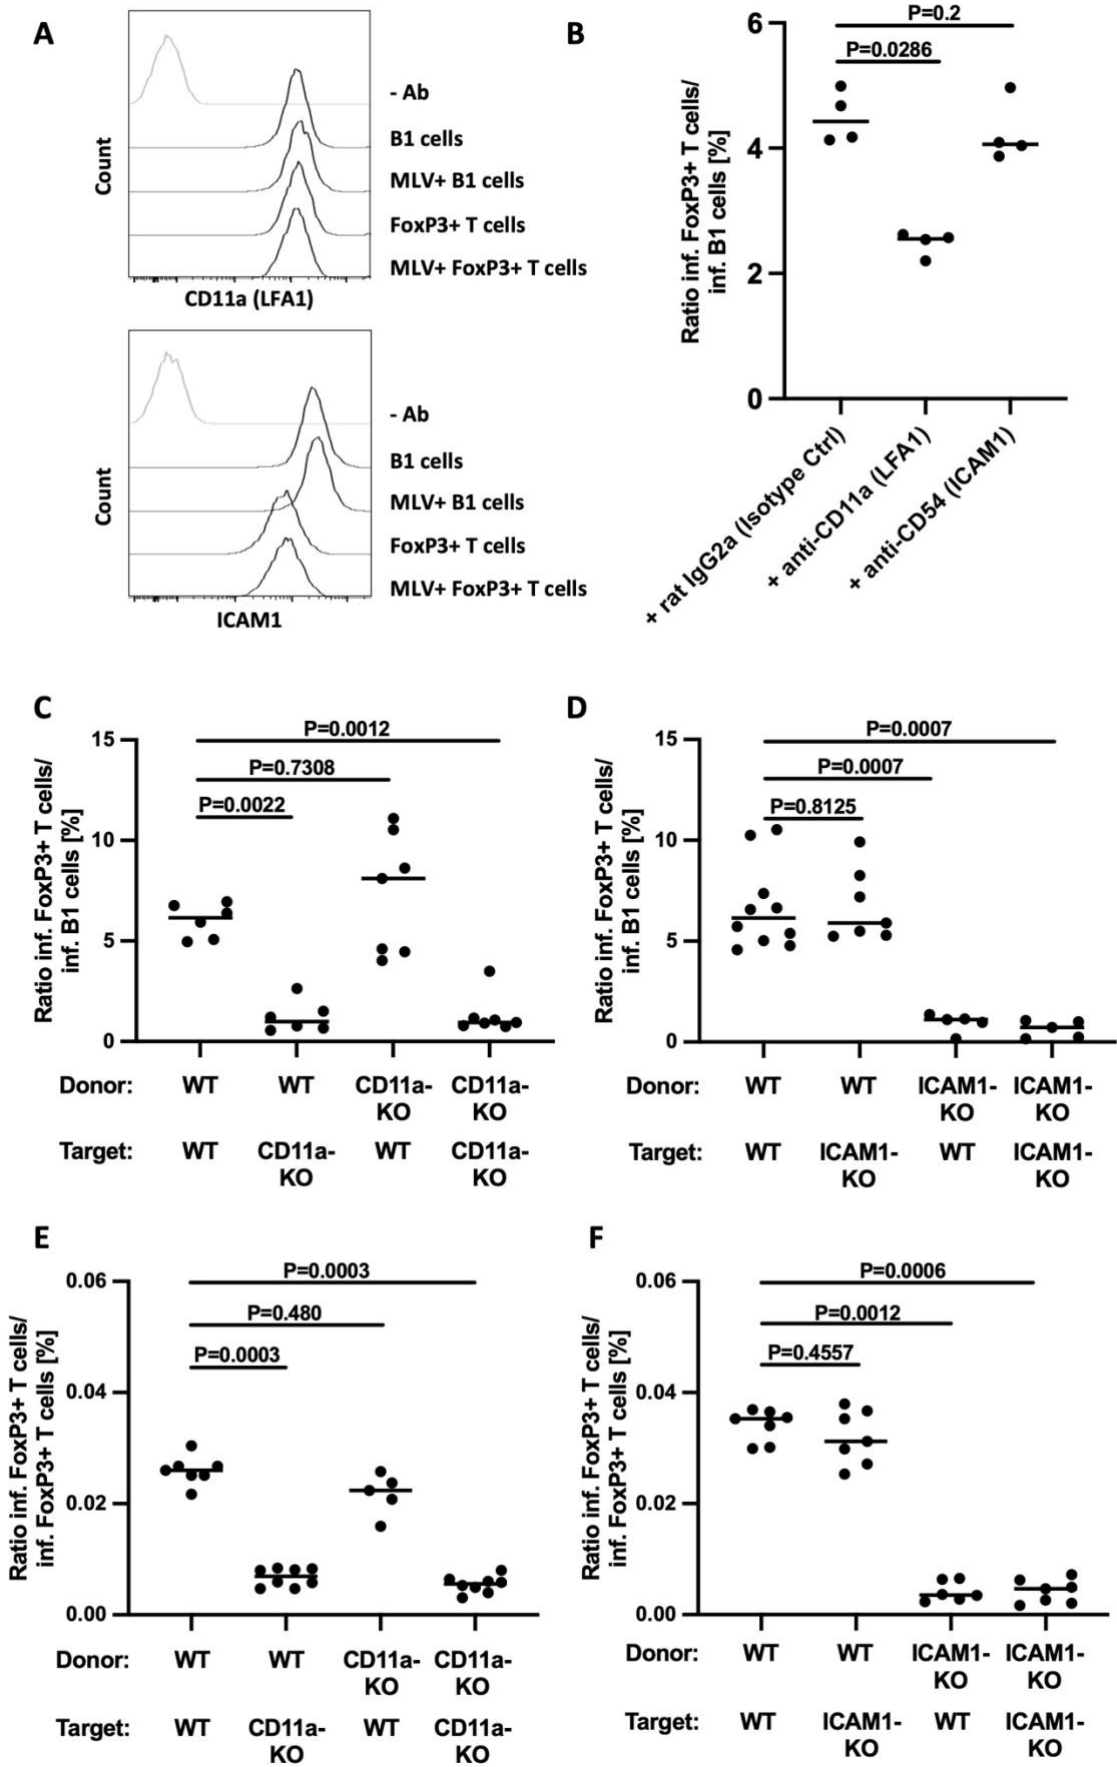 A
- Ab
B1 cells
MLV+ B1 cells
FoxP3+ T cells
MLV+ FoxP3+ T cells
Count
CD11a (LFA1)
- Ab
B1 cells
MLV+ B1 cells
FoxP3+ T cells
MLV+ FoxP3+ T cells
Count
ICAM1
B
P=0.2
P=0.0286
6
4
2
0
Ratio inf. FoxP3+ T cells/
inf. B1 cells [%]
+ rat IgG2a (Isotype Ctrl)
+ anti-CD11a (LFA1)
+ anti-CD54 (ICAM1)
C
P=0.0012
P=0.7308
P=0.0022
15
10
5
0
Ratio inf. FoxP3+ T cells/
inf. B1 cells [%]
Donor: WT WT CD11a- CD11a-
KO KO
Target: WT CD11a- WT CD11a-
KO KO
D
P=0.0007
P=0.0007
P=0.8125
15
10
5
0
Ratio inf. FoxP3+ T cells/
inf. B1 cells [%]
Donor: WT WT ICAM1- ICAM1-
KO KO
Target: WT ICAM1- WT ICAM1-
KO KO
E
P=0.0003
P=0.480
P=0.0003
0.06
0.04
0.02
0.00
Ratio inf. FoxP3+ T cells/
inf. FoxP3+ T cells [%]
Donor: WT WT CD11a- CD11a-
KO KO
Target: WT CD11a- WT CD11a-
KO KO
F
P=0.0006
P=0.0012
P=0.4557
0.06
0.04
0.02
0.00
Ratio inf. FoxP3+ T cells/
inf. FoxP3+ T cells [%]
Donor: WT WT ICAM1- ICAM1-
KO KO
Target: WT ICAM1- WT ICAM1-
KO KO